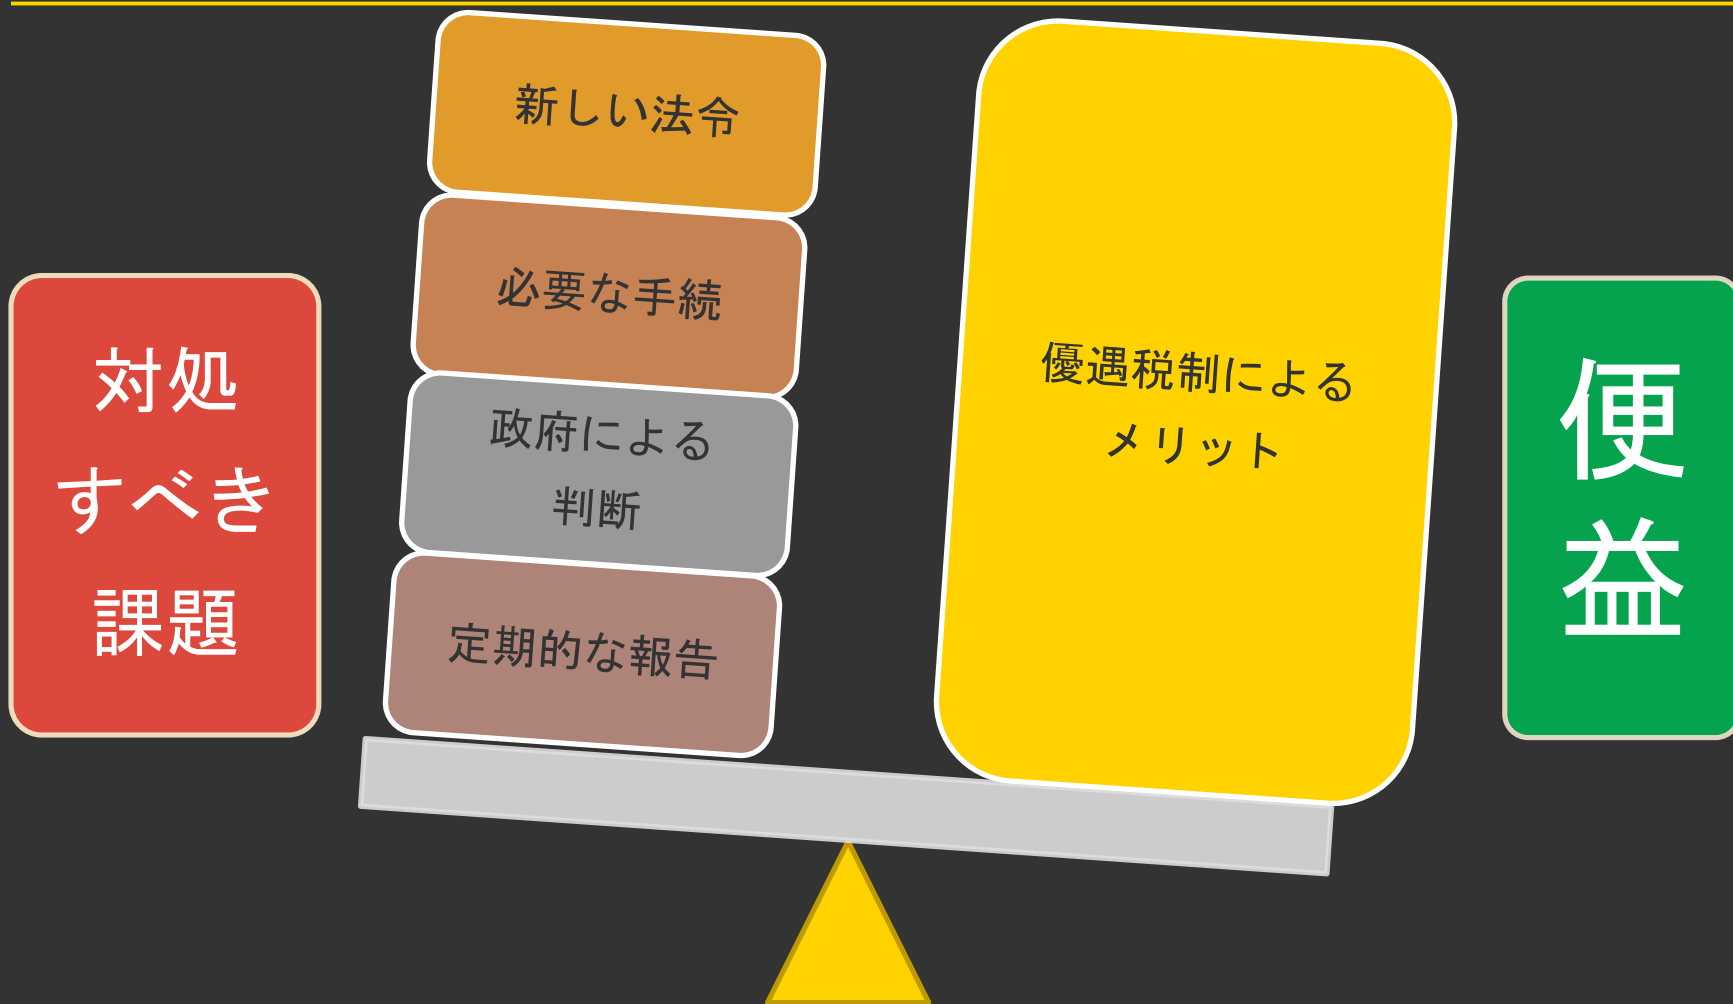 対処
すべき
課題
新しい法令
必要な手続
政府による
判断
定期的な報告
優遇税制による
メリット
便
益